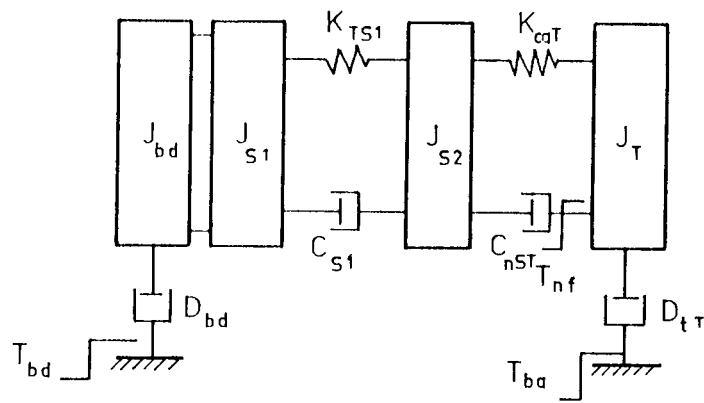 K_TS1
K_cqT
J_bd
J_S1
J_S2
J_T
C_S1
C_nST
T_nf
D_bd
D_tT
T_bd
T_ba